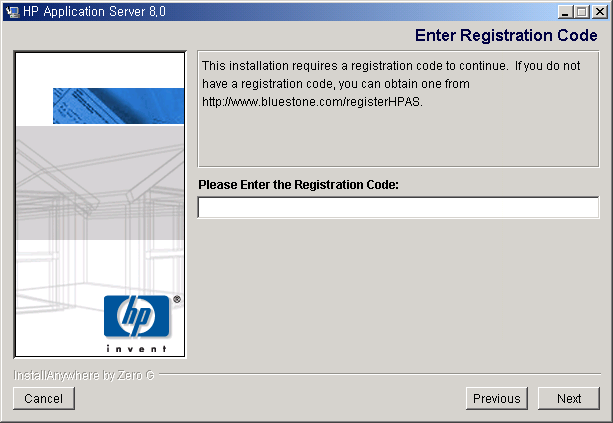 HP Application Server 8,0
Enter Registration Code
This installation requires a registration code to continue. If you do not
have a registration code, you can obtain one from
http://www.bluestone.com/registerHPAS.
Please Enter the Registration Code:
hp
®
invent
InstallAnywhere by Zero G
Cancel
Previous
Next